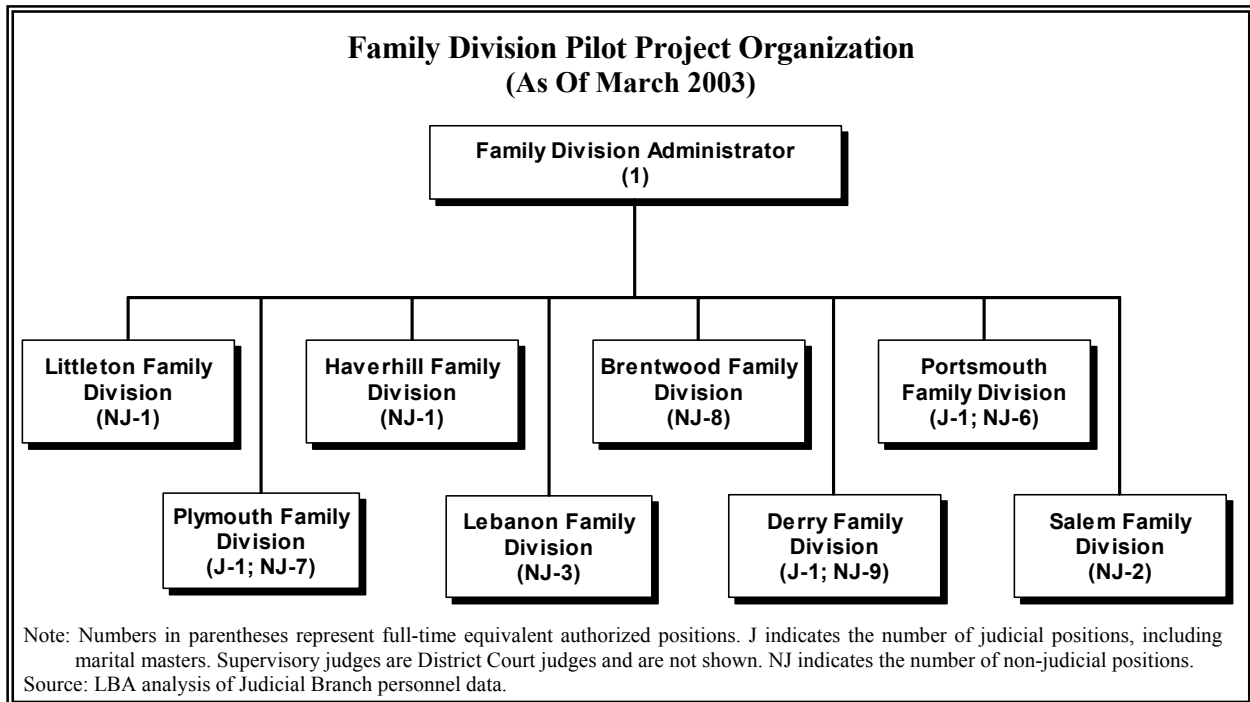 Family Division Pilot Project Organization
(As Of March 2003)
Family Division Administrator
(1)
Littleton Family
Division
(NJ-1)
Haverhill Family
Division
(NJ-1)
Brentwood Family
Division
(NJ-8)
Portsmouth
Family Division
(J-1; NJ-6)
Plymouth Family
Division
(J-1; NJ-7)
Lebanon Family
Division
(NJ-3)
Derry Family
Division
(J-1; NJ-9)
Salem Family
Division
(NJ-2)
Note: Numbers in parentheses represent full-time equivalent authorized positions. J indicates the number of judicial positions, including
marital masters. Supervisory judges are District Court judges and are not shown. NJ indicates the number of non-judicial positions.
Source: LBA analysis of Judicial Branch personnel data.